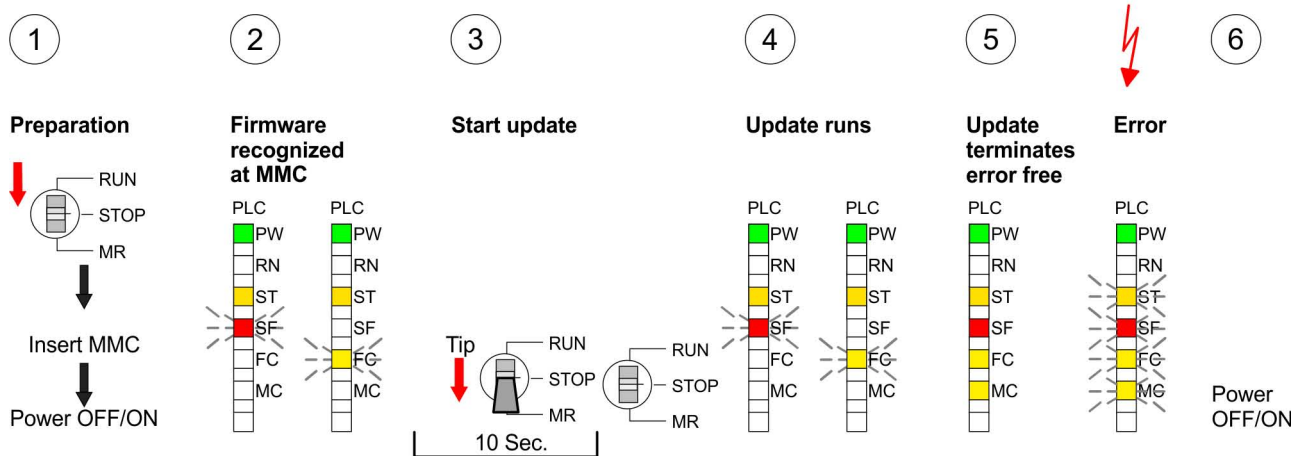 1
2
3
4
5
6
Preparation
RUN
STOP
MR
Insert MMC
Power OFF/ON
Firmware
recognized
at MMC
PLC
PW
RN
ST
SF
FC
MC
PLC
PW
RN
ST
SF
FC
MC
Start update
Tip
RUN
STOP
MR
10 Sec.
RUN
STOP
MR
Update runs
PLC
PW
RN
ST
SF
FC
MC
PLC
PW
RN
ST
SF
FC
MC
Update
terminates
error free
PLC
PW
RN
ST
SF
FC
MC
Error
PLC
PW
RN
ST
SF
FC
MC
Power
OFF/ON